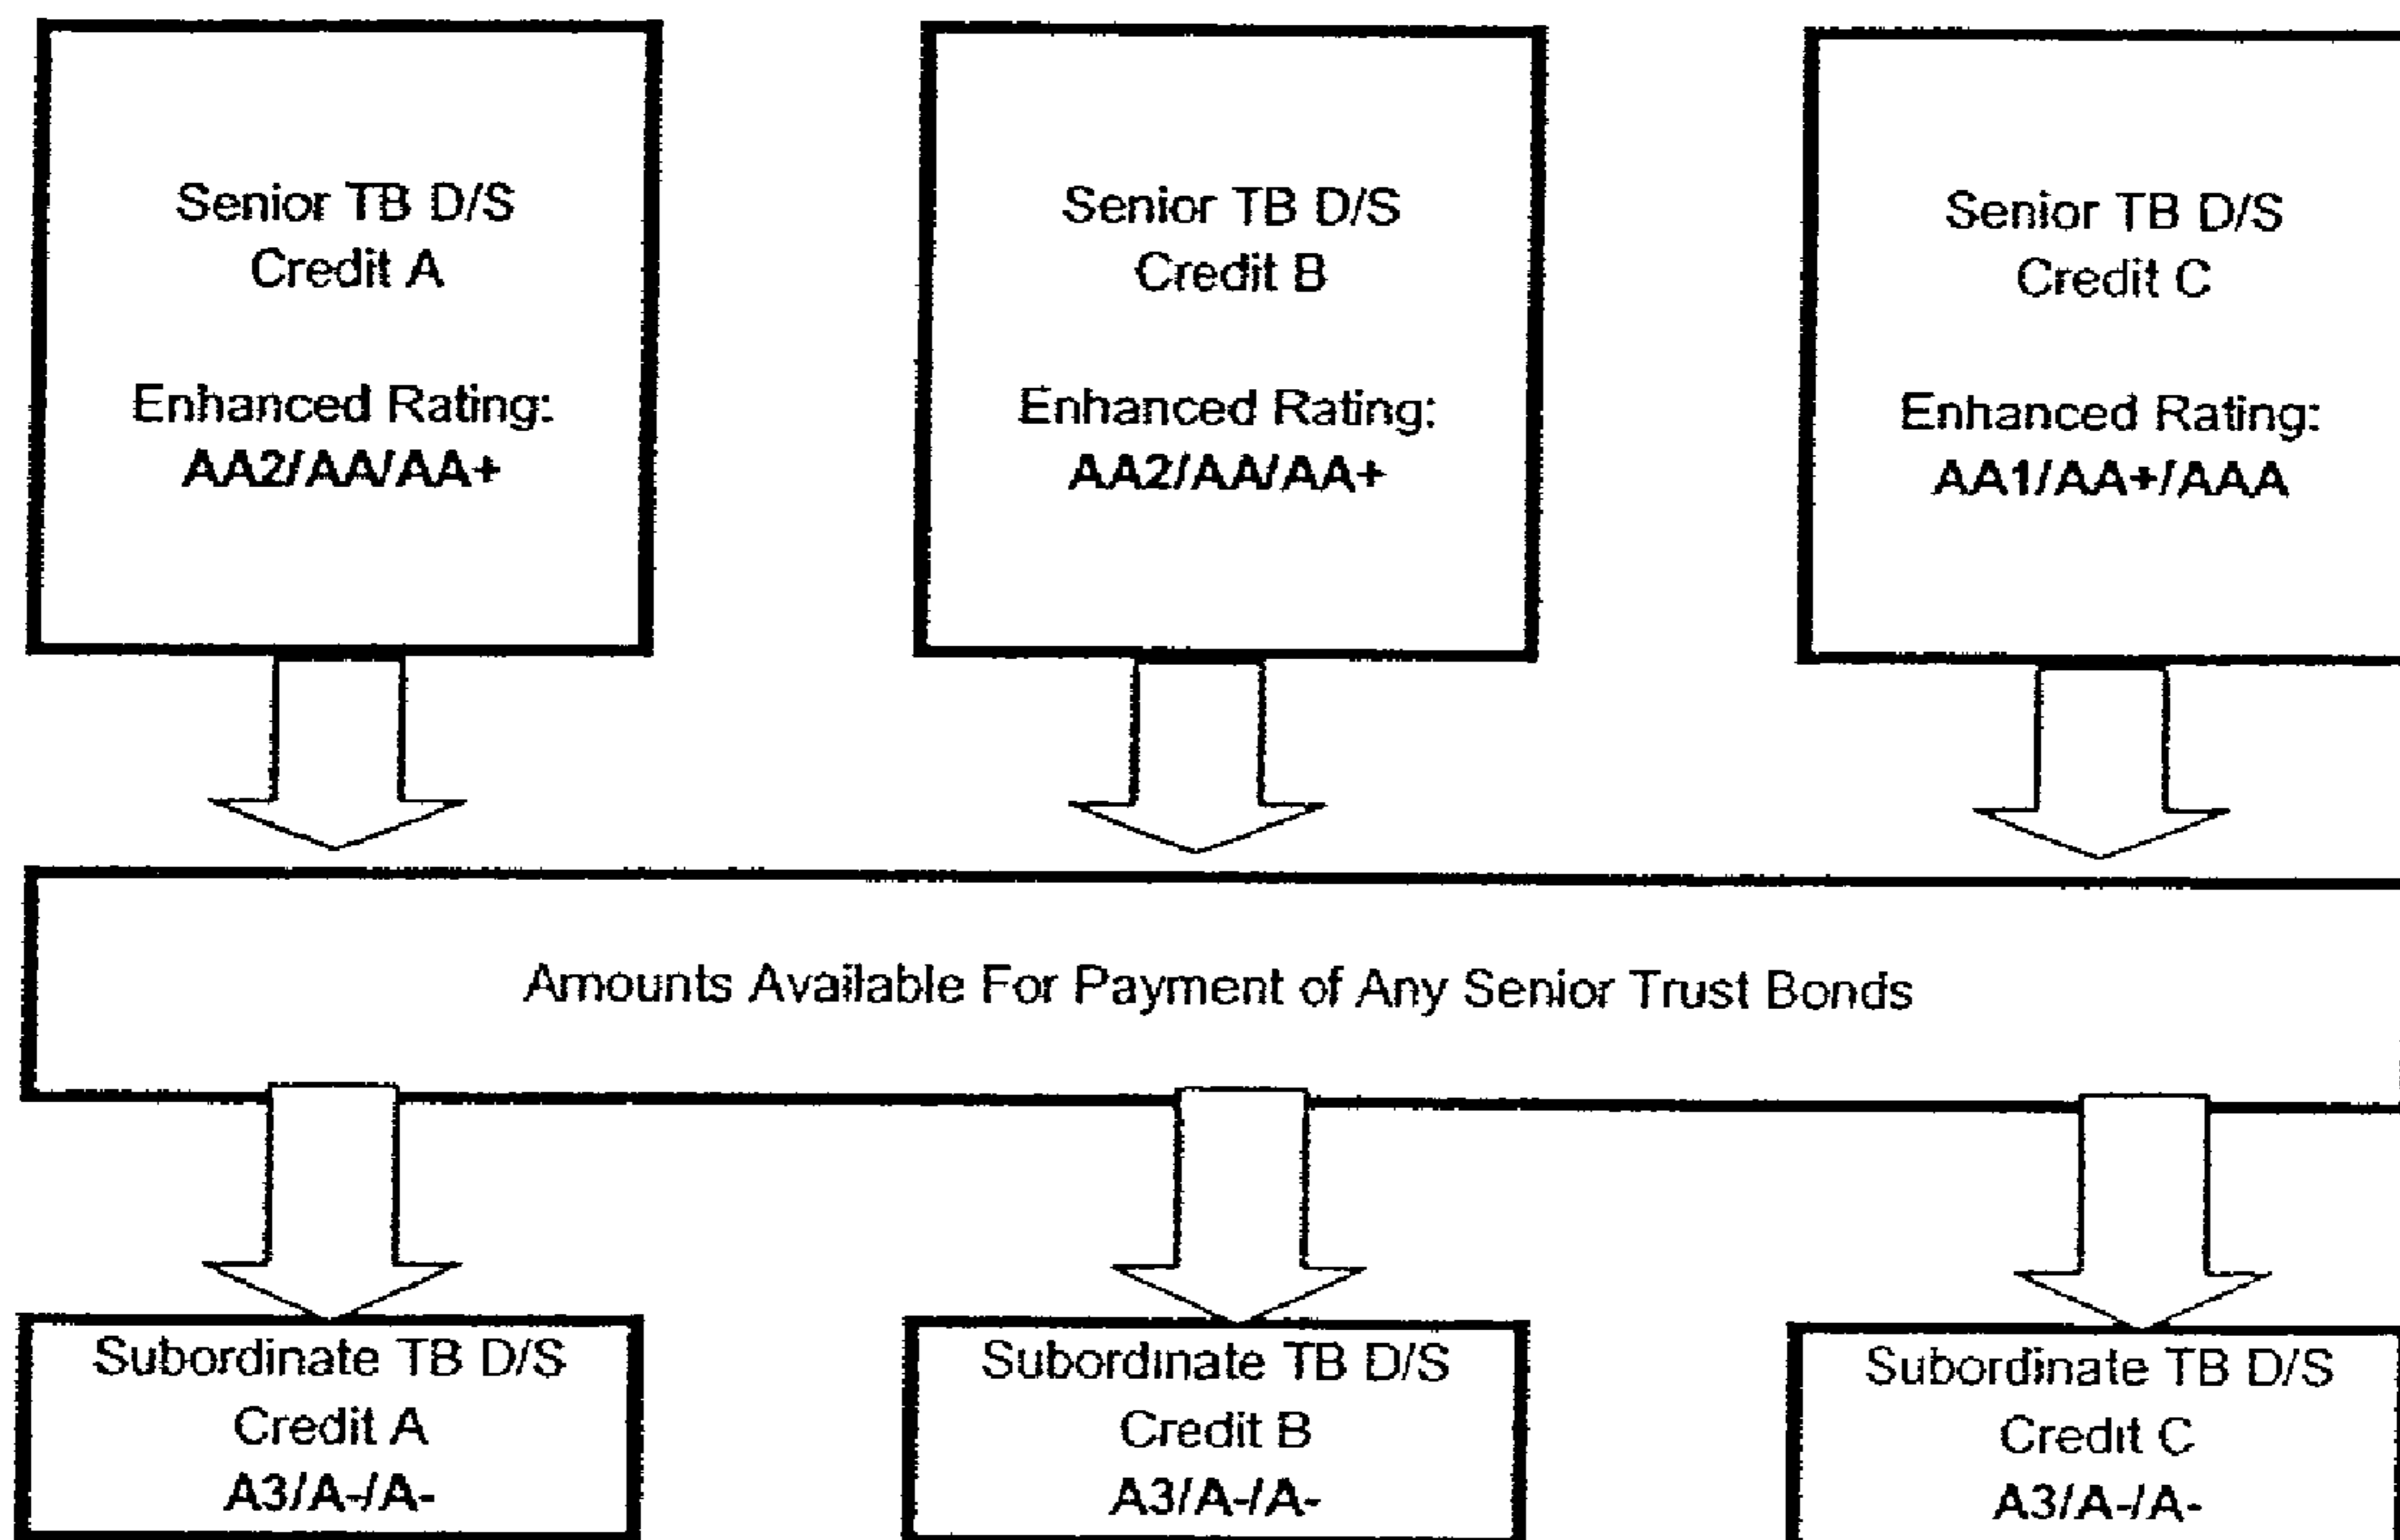 Senior TB D/S
Credit A
Enhanced Rating:
AA2/AA/AA+
Senior TB D/S
Credit B
Enhanced Rating:
AA2/AA/AA+
Senior TB D/S
Credit C
Enhanced Rating:
AA1/AA+/AAA
Amounts Available For Payment of Any Senior Trust Bonds
Subordinate TB D/S
Credit A
A3/A-/A-
Subordinate TB D/S
Credit B
A3/A-/A-
Subordinate TB D/S
Credit C
A3/A-/A-